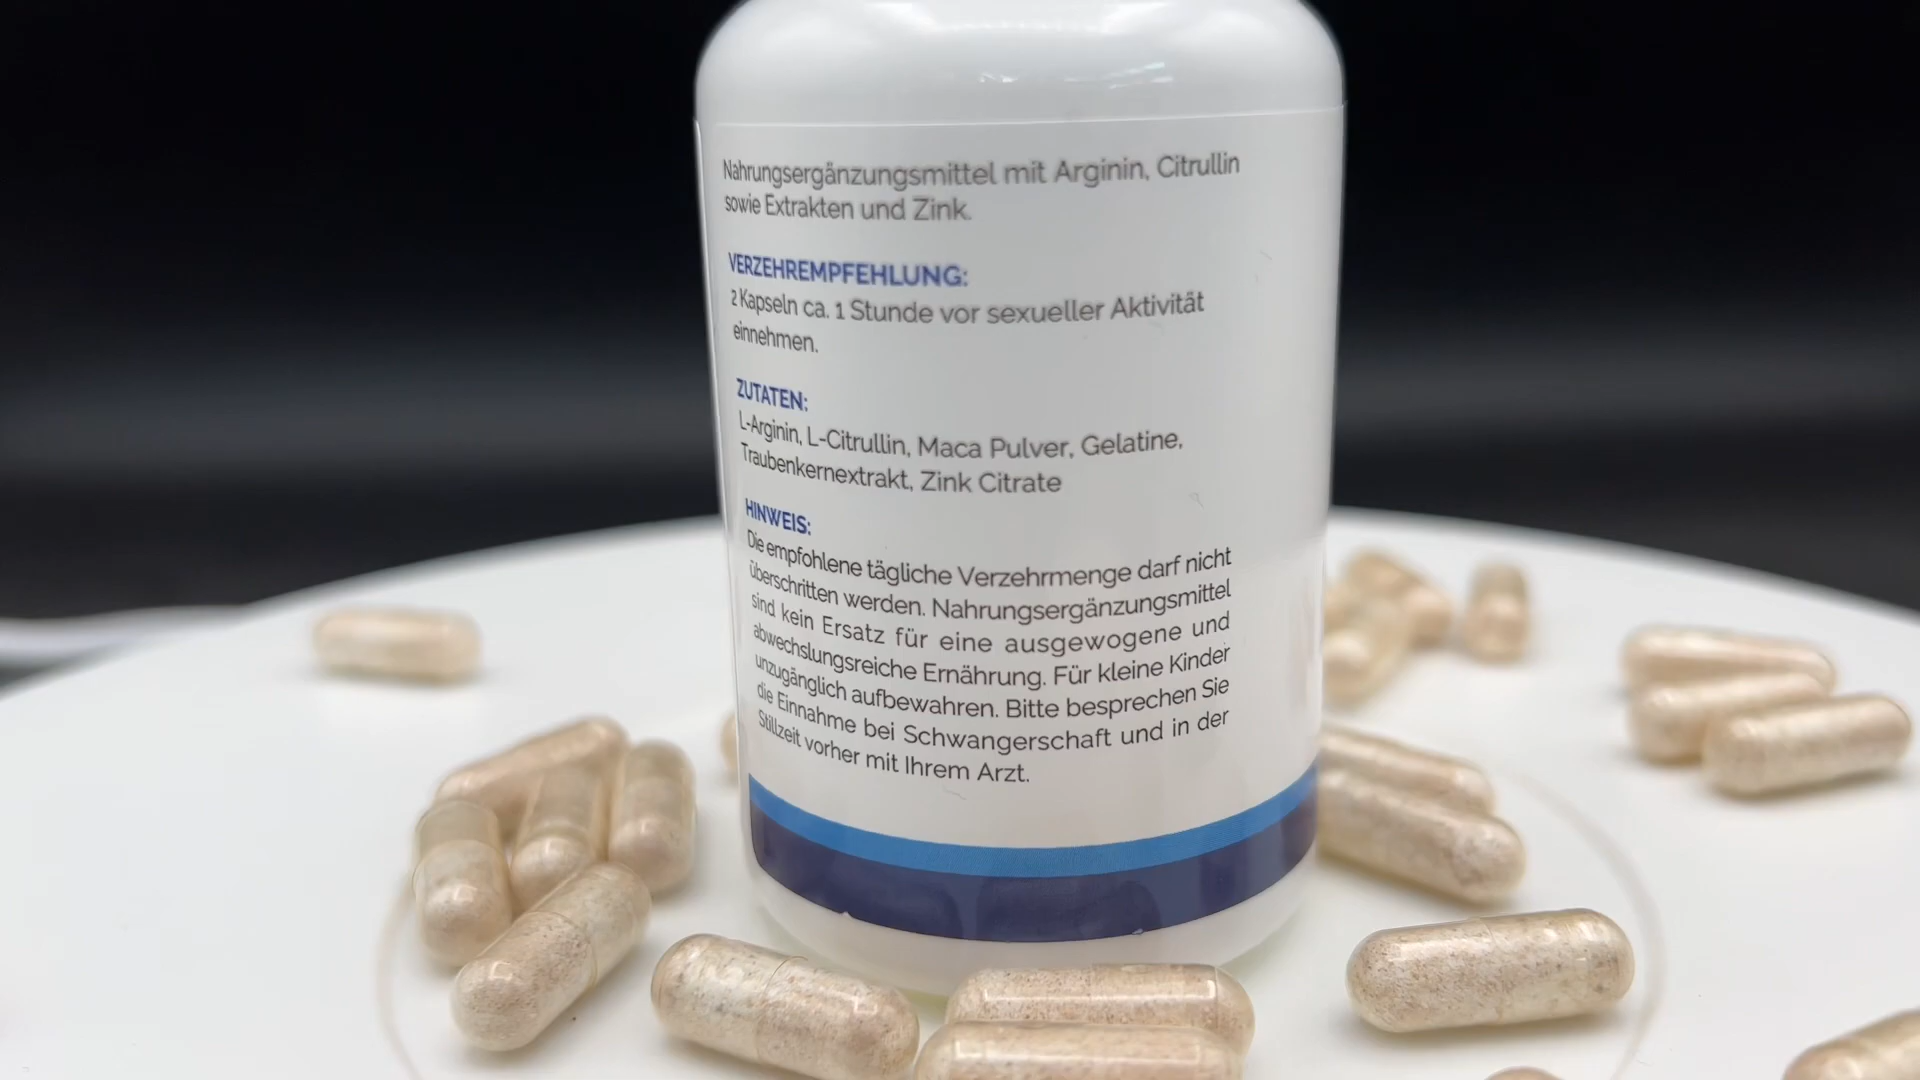 Nahrungsergänzungsmittel mit Arginin, Citrullin
sowie Extrakten und Zink.
VERZEHREMPFEHLUNG:
2 Kapseln ca. 1 Stunde vor sexueller Aktivität
einnehmen.
ZUTATEN:
L-Arginin, L-Citrullin, Maca Pulver, Gelatine,
Traubenkernextrakt, Zink Citrate
HINWEIS:
Die empfohlene tägliche Verzehrmenge darf nicht
überschritten werden. Nahrungsergänzungsmittel
sind kein Ersatz für eine ausgewogene und
abwechslungsreiche Ernährung. Für kleine Kinder
unzugänglich aufbewahren. Bitte besprechen Sie
die Einnahme bei Schwangerschaft und in der
Stillzeit vorher mit Ihrem Arzt.